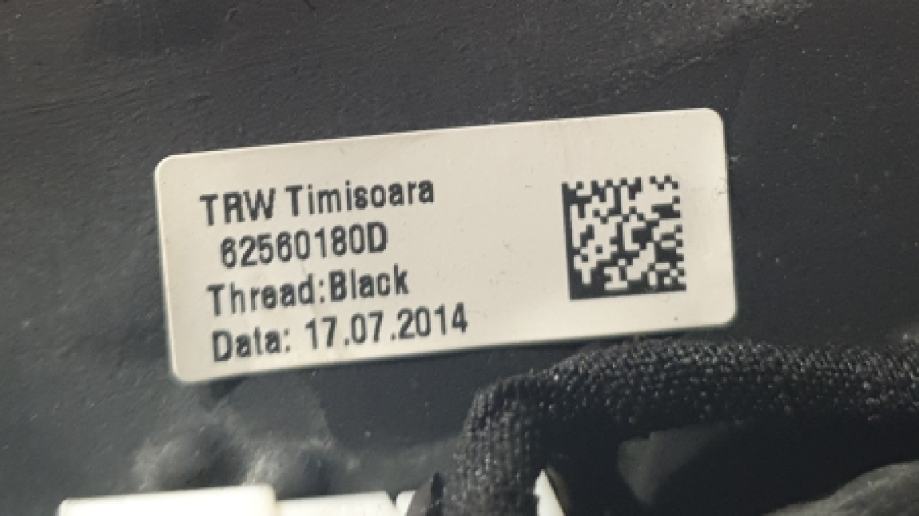 TRW Timisoara
62560180D
Thread:Black
Data: 17.07.2014